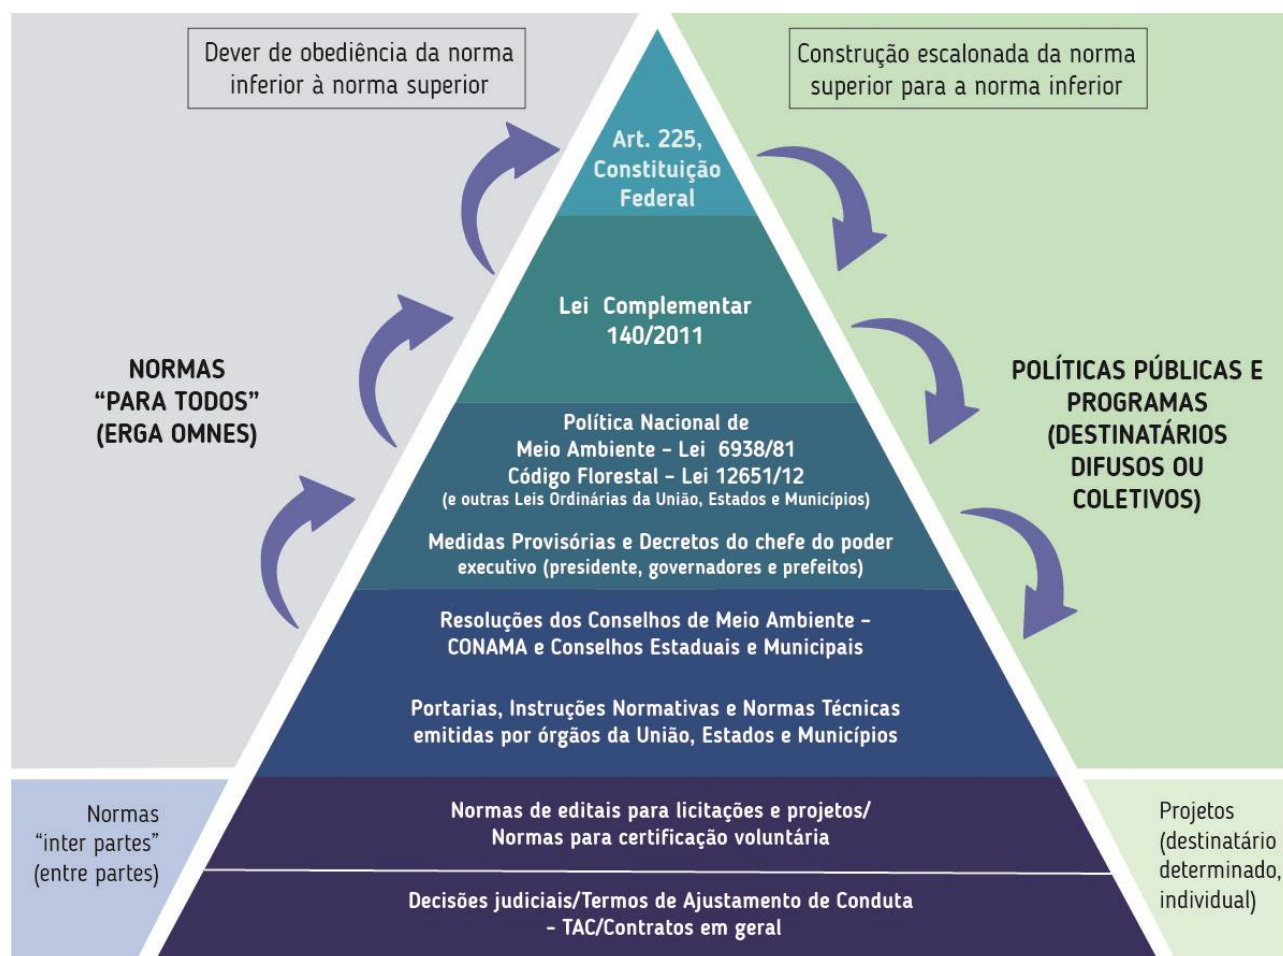 Dever de obediência da norma
inferior à norma superior
Construção escalonada da norma
superior para a norma inferior
Art. 225,
Constituição
Federal
Lei Complementar
140/2011
NORMAS
“PARA TODOS”
(ERGA OMNES)
POLÍTICAS PÚBLICAS E
PROGRAMAS
(DESTINATÁRIOS
DIFUSOS OU
COLETIVOS)
Política Nacional de
Meio Ambiente – Lei 6938/81
Código Florestal – Lei 12651/12
(e outras Leis Ordinárias da União, Estados e Municípios)
Medidas Provisórias e Decretos do chefe do poder
executivo (presidente, governadores e prefeitos)
Resoluções dos Conselhos de Meio Ambiente –
CONAMA e Conselhos Estaduais e Municipais
Portarias, Instruções Normativas e Normas Técnicas
emitidas por órgãos da União, Estados e Municípios
Normas
“inter partes”
(entre partes)
Normas de editais para licitações e projetos/
Normas para certificação voluntária
Decisões judiciais/Termos de Ajustamento de Conduta
– TAC/Contratos em geral
Projetos
(destinatário
determinado,
individual)